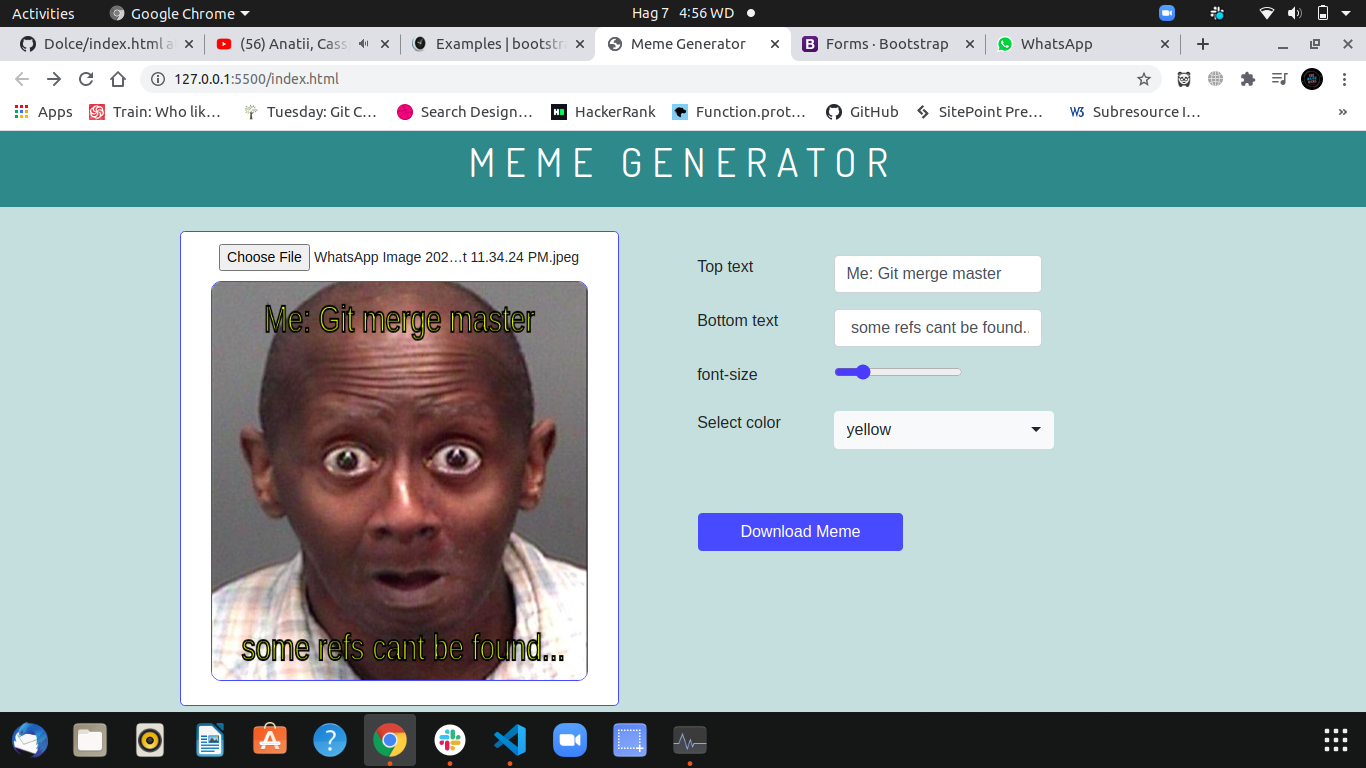 Activities
Google Chrome
Hag 7 4:56 WD
Dolce/index.html a
(56) Anatii, Cassp
Examples | bootstr
Meme Generator
Forms · Bootstrap
WhatsApp
127.0.0.1:5500/index.html
Apps
Train: Who lik…
Tuesday: Git C…
Search Design…
HackerRank
Function.prot…
GitHub
SitePoint Pre…
Subresource I…
»
MEME GENERATOR
Choose File WhatsApp Image 202…t 11.34.24 PM.jpeg
Me: Git merge master
some refs cant be found...
Top text
Me: Git merge master
Bottom text
some refs cant be found.
font-size
Select color
yellow
Download Meme